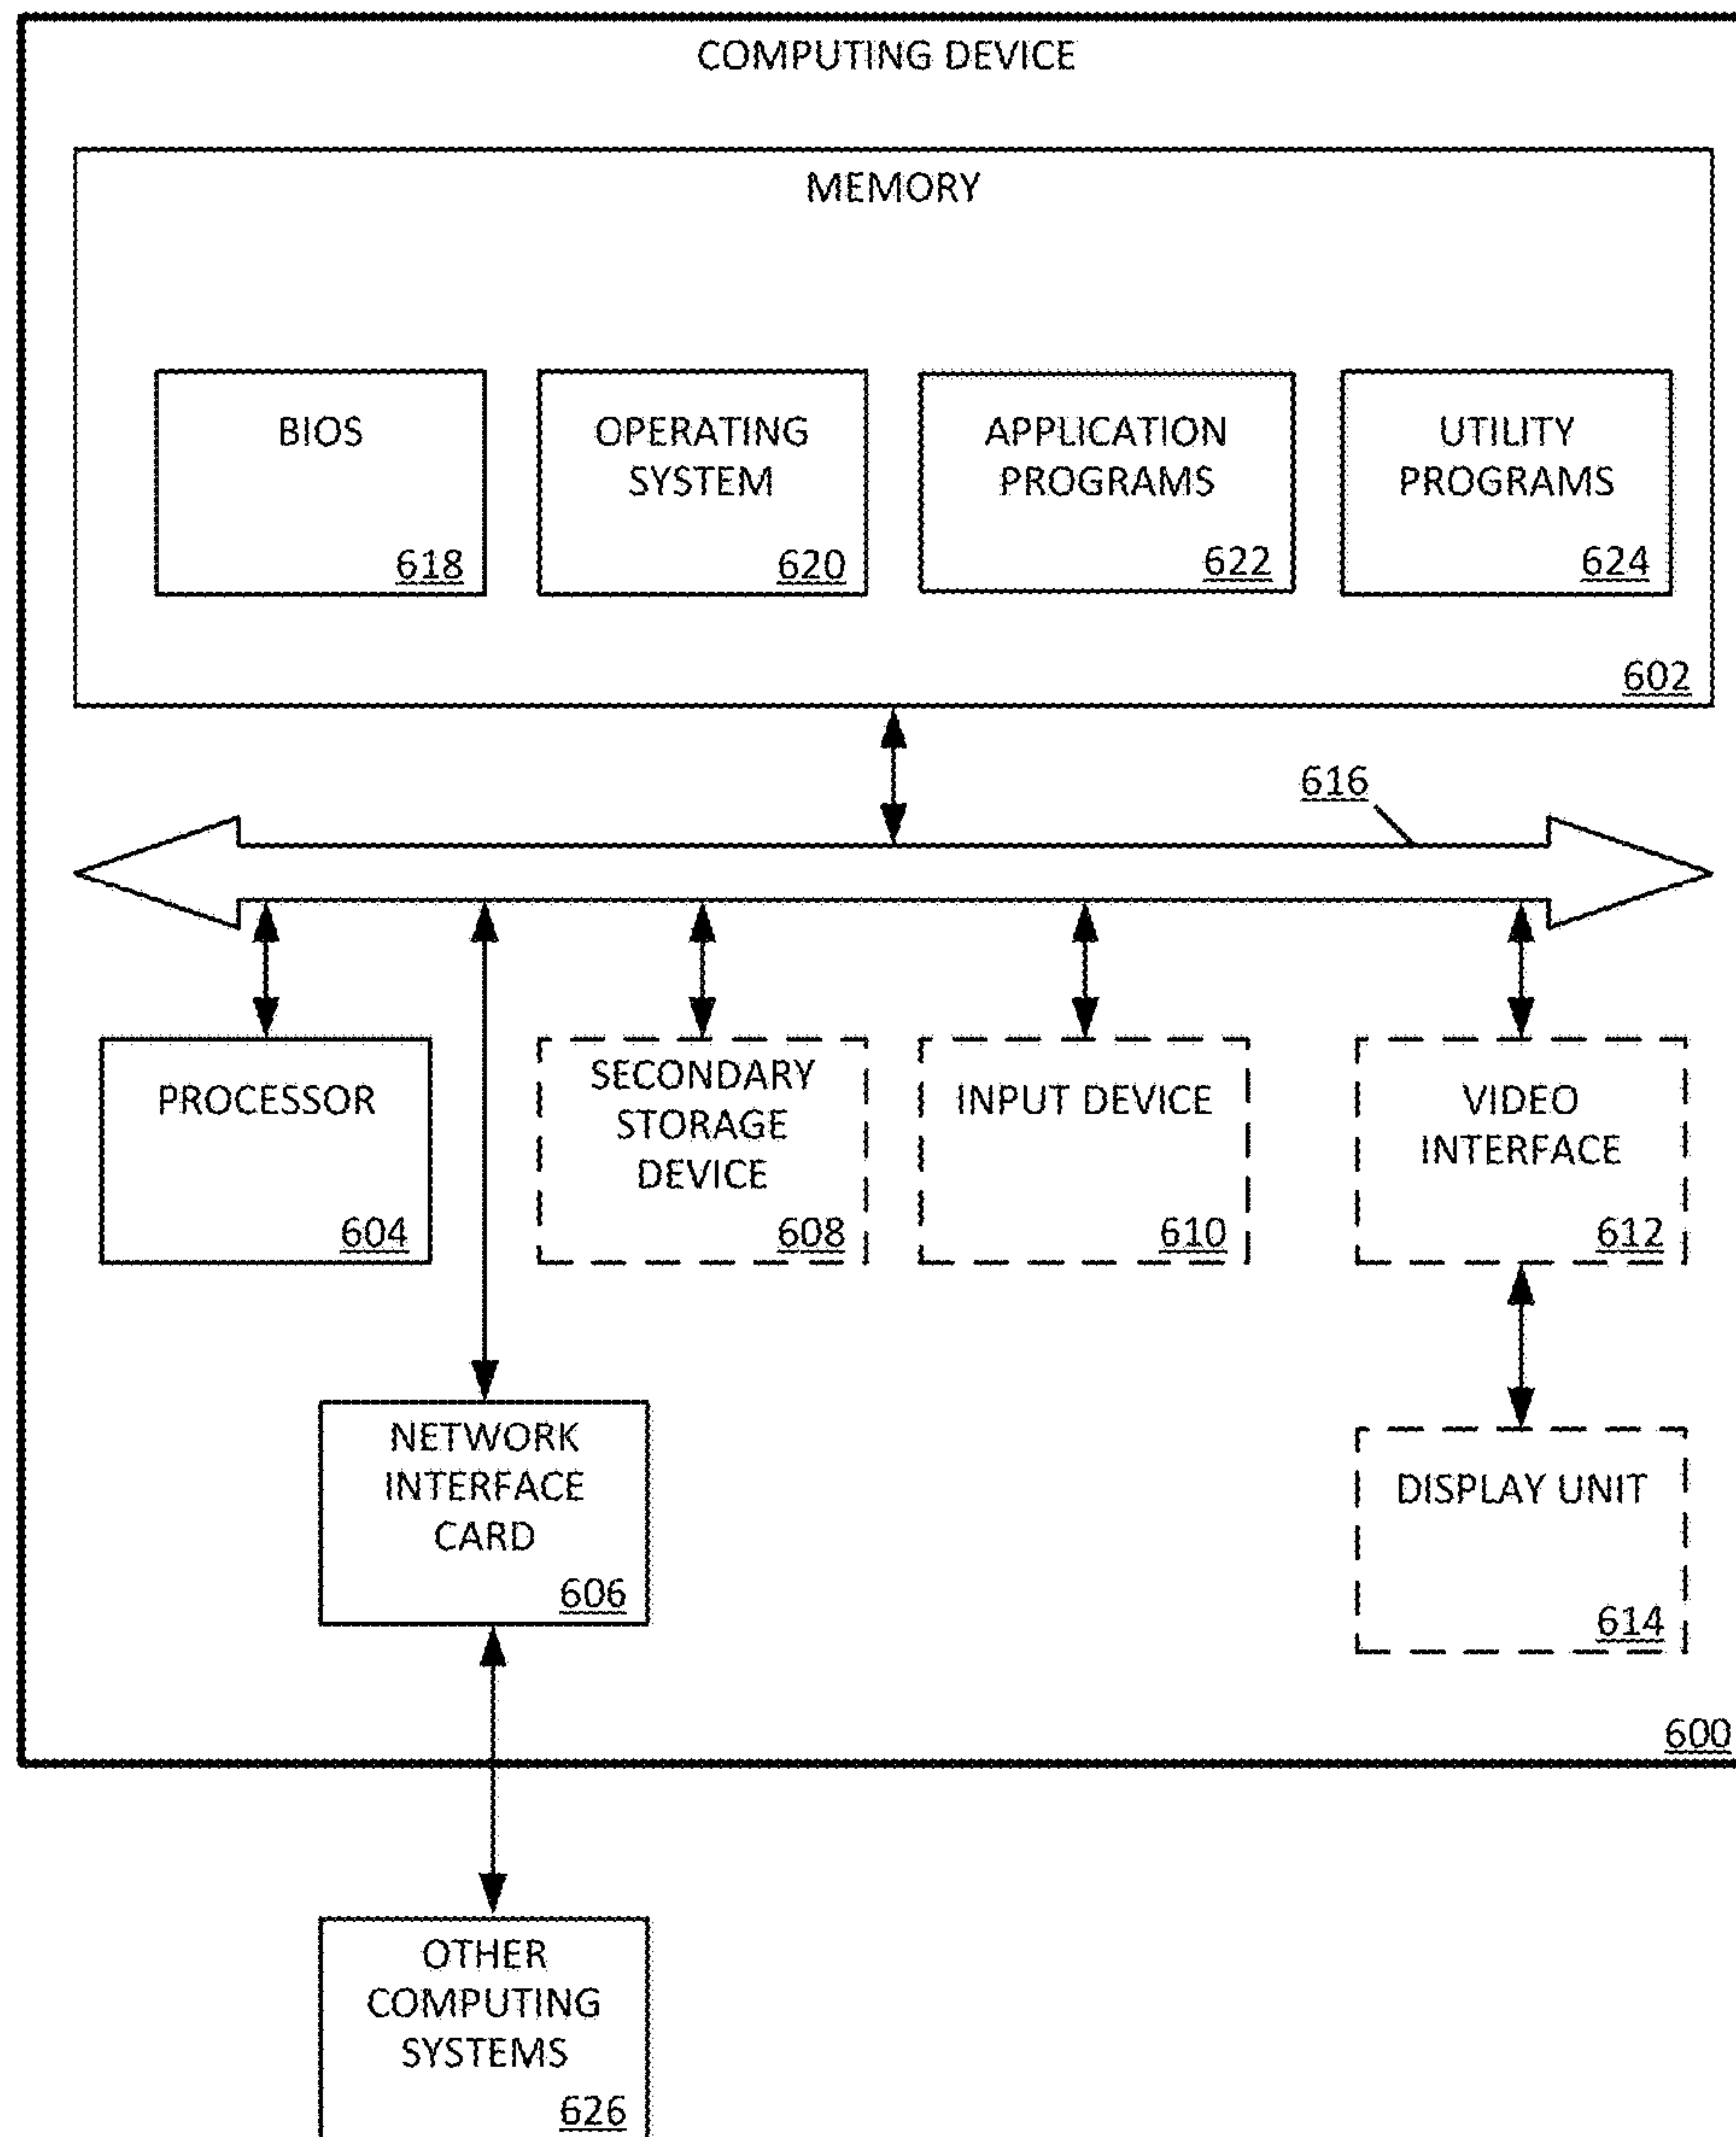 COMPUTING DEVICE
MEMORY
BIOS
618
OPERATING
SYSTEM
620
APPLICATION
PROGRAMS
622
UTILITY
PROGRAMS
624
602
616
PROCESSOR
604
SECONDARY
STORAGE
DEVICE
608
INPUT DEVICE
610
VIDEO
INTERFACE
612
NETWORK
INTERFACE
CARD
606
DISPLAY UNIT
614
600
OTHER
COMPUTING
SYSTEMS
626